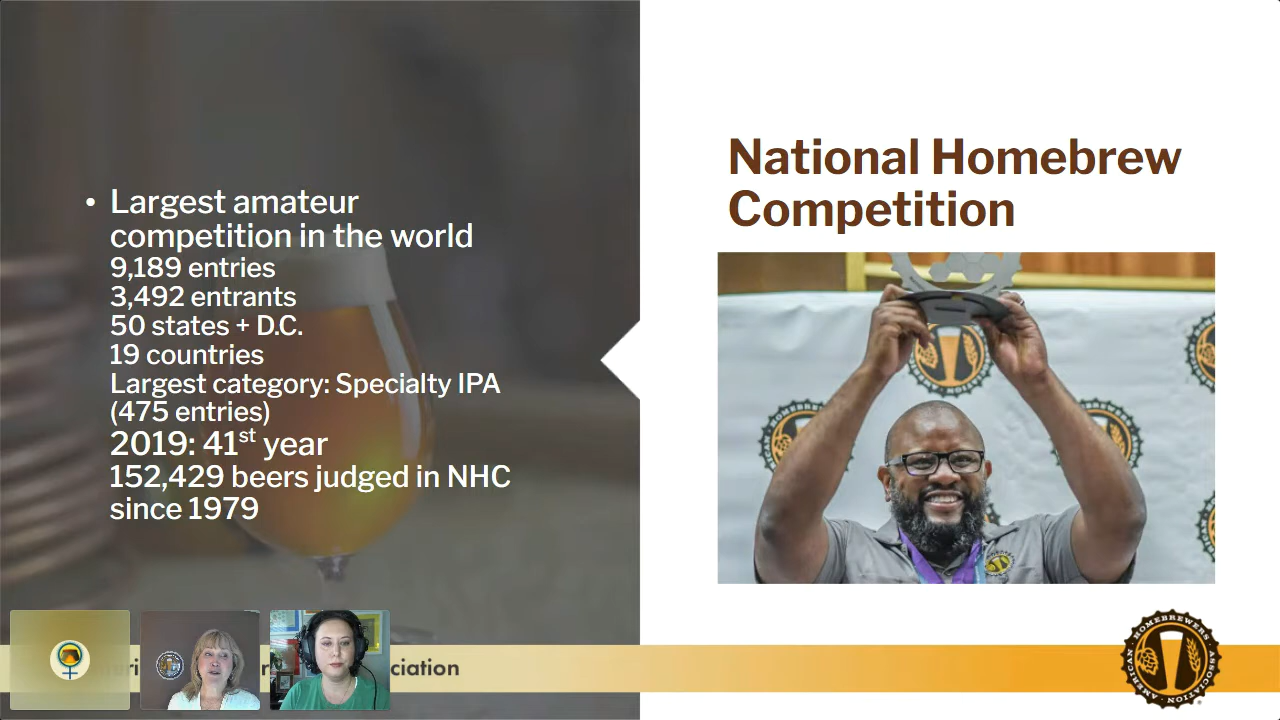 National Homebrew
Competition
• Largest amateur
competition in the world
9,189 entries
3,492 entrants
50 states + D.C.
19 countries
Largest category: Specialty IPA
(475 entries)
2019: 41st year
152,429 beers judged in NHC
since 1979
ciation
AMERICAN HOMEBREWERS ASSOCIATION